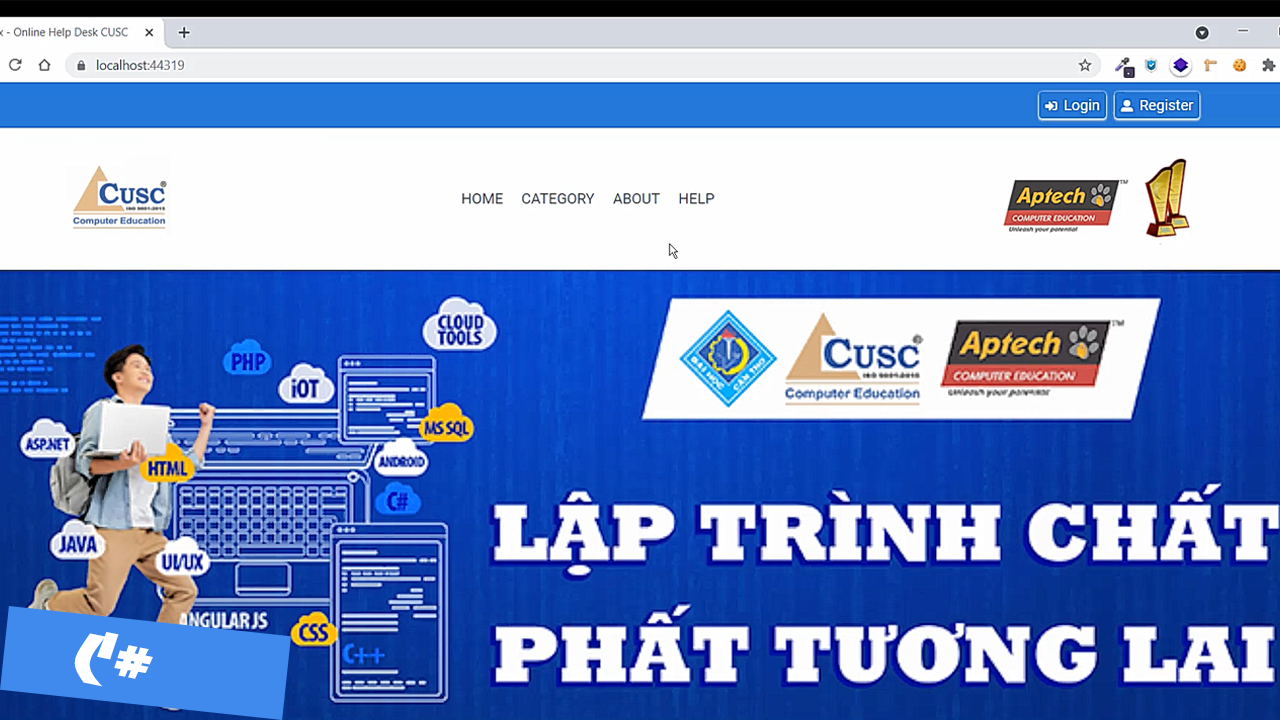 x - Online Help Desk CUSC
localhost:44319
Login
Register
CUSC
ISO 9001:2015
Computer Education
HOME
CATEGORY
ABOUT
HELP
Aptech
COMPUTER EDUCATION
Unleash your potential
TM
CLOUD
TOOLS
PHP
iOT
MS SQL
ASP.NET
ANDROID
HTML
C#
JAVA
UI/UX
ANGULAR JS
CSS
C++
ĐẠI HỌC CẦN THƠ
CUSC
ISO 9001:2015
Computer Education
Aptech
COMPUTER EDUCATION
Unleash your potential
TM
LẬP TRÌNH CHẤT
PHẤT TƯƠNG LAI
C#